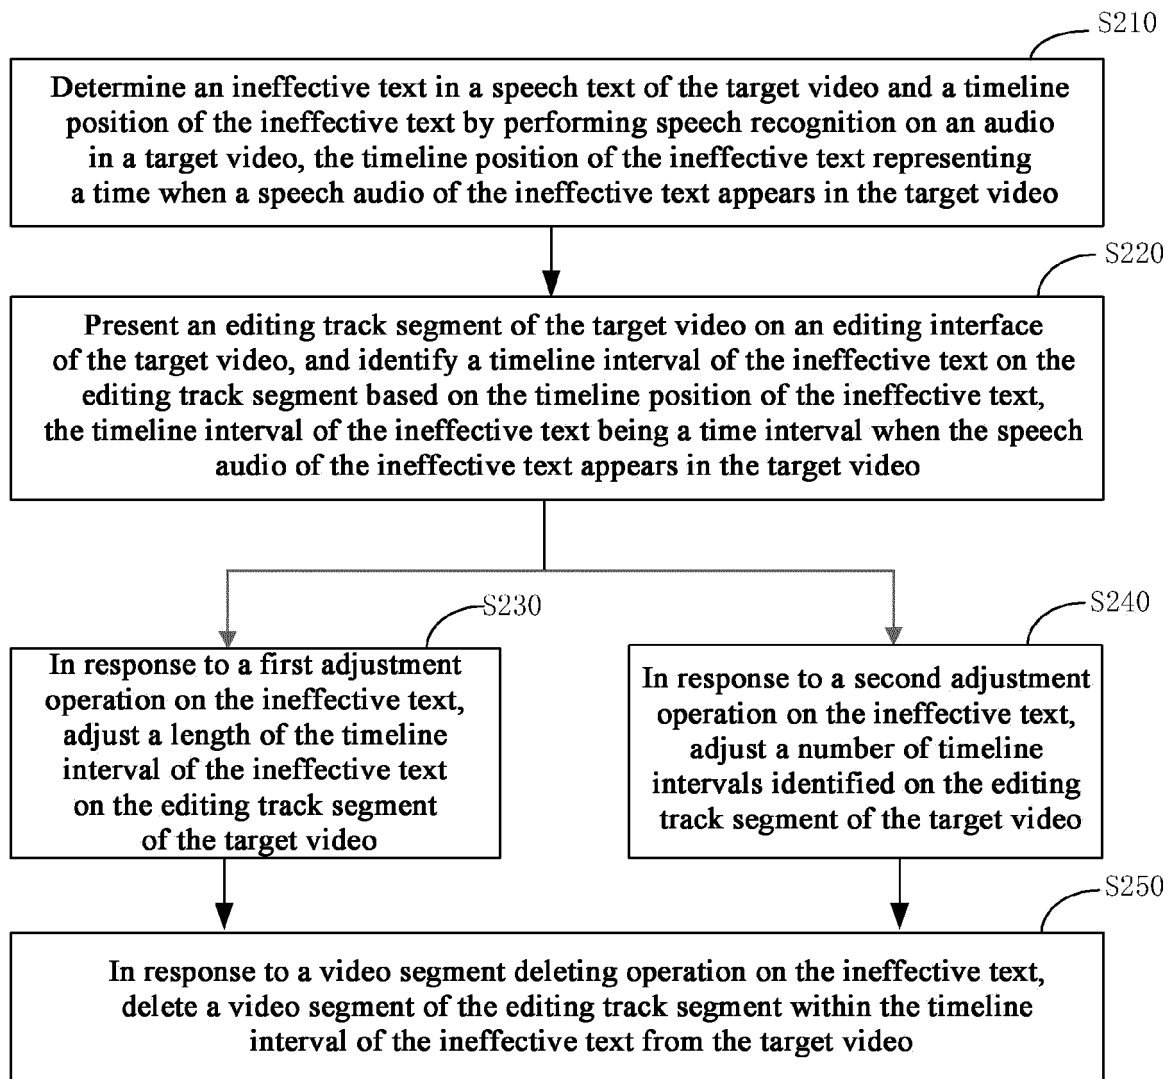 S210
Determine an ineffective text in a speech text of the target video and a timeline
position of the ineffective text by performing speech recognition on an audio
in a target video, the timeline position of the ineffective text representing
a time when a speech audio of the ineffective text appears in the target video
S220
Present an editing track segment of the target video on an editing interface
of the target video, and identify a timeline interval of the ineffective text on the
editing track segment based on the timeline position of the ineffective text,
the timeline interval of the ineffective text being a time interval when the speech
audio of the ineffective text appears in the target video
S230
In response to a first adjustment
operation on the ineffective text,
adjust a length of the timeline
interval of the ineffective text
on the editing track segment
of the target video
S240
In response to a second adjustment
operation on the ineffective text,
adjust a number of timeline
intervals identified on the editing
track segment of the target video
S250
In response to a video segment deleting operation on the ineffective text,
delete a video segment of the editing track segment within the timeline
interval of the ineffective text from the target video